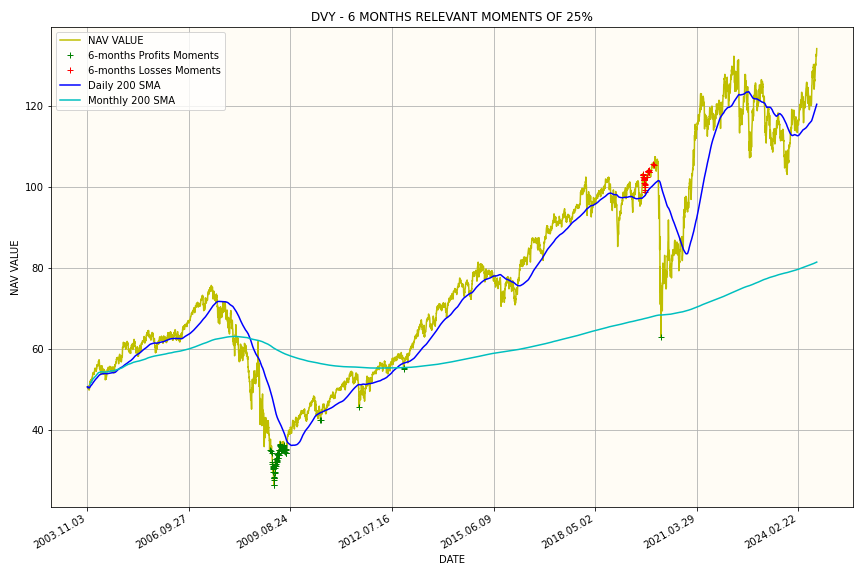 DVY - 6 MONTHS RELEVANT MOMENTS OF 25%
NAV VALUE
6-months Profits Moments
6-months Losses Moments
Daily 200 SMA
Monthly 200 SMA
NAV VALUE
120
100
80
60
40
2003.11.03
2006.09.27
2009.08.24
2012.07.16
2015.06.09
2018.05.02
2021.03.29
2024.02.22
DATE